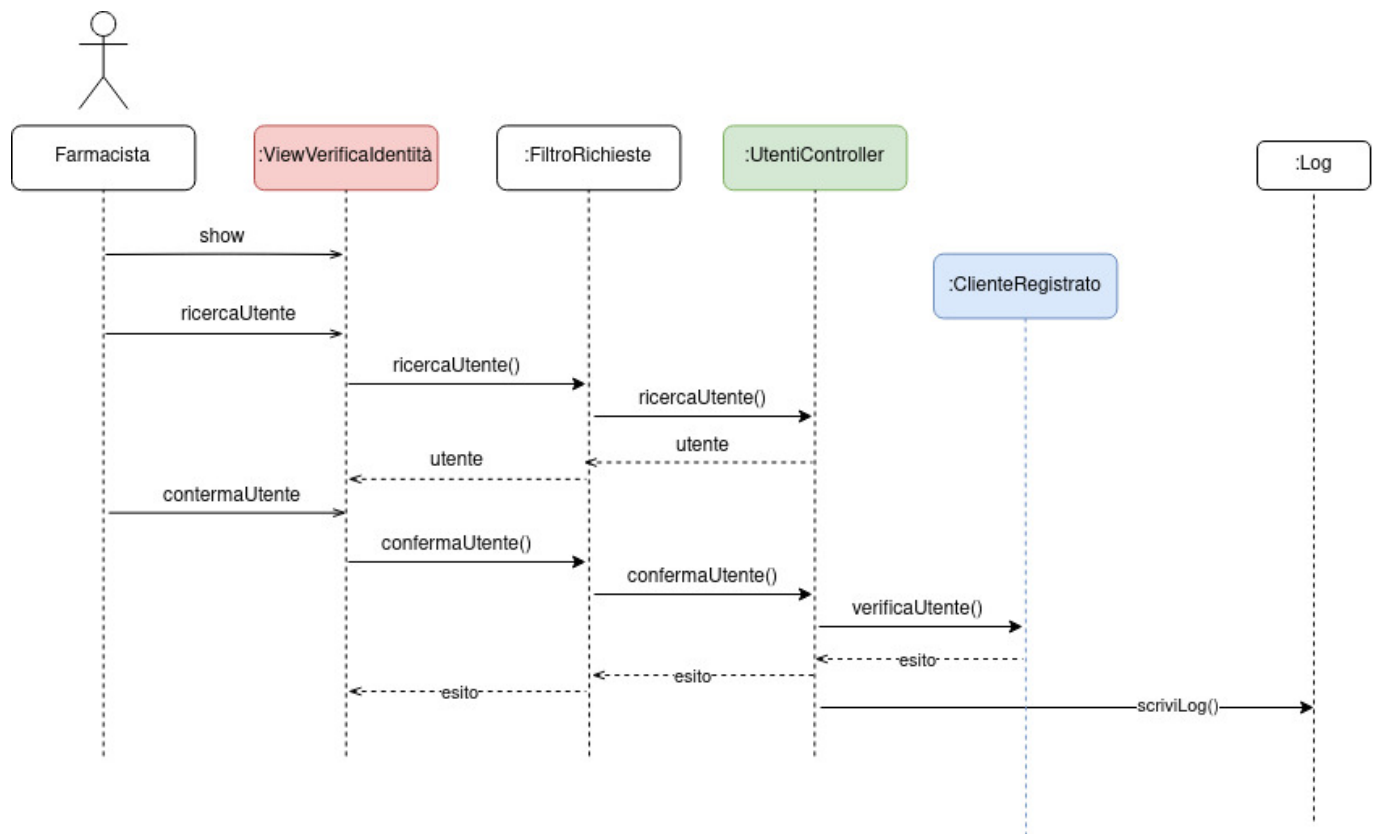 Farmacista
:ViewVerificaIdentità
:FiltroRichieste
:UtentiController
:Log
show
:ClienteRegistrato
ricercaUtente
ricercaUtente()
ricercaUtente()
utente
utente
contermaUtente
confermaUtente()
confermaUtente()
verificaUtente()
esito
esito
esito
scriviLog()